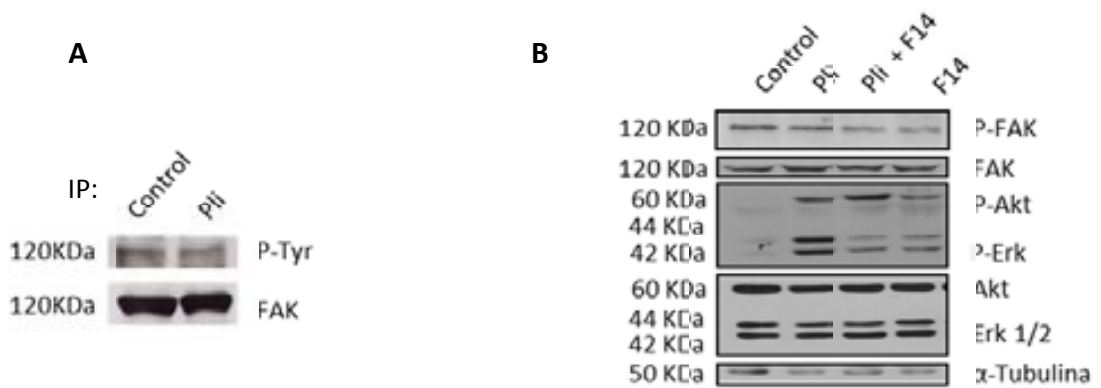 A
IP:
Control
Pli
120KDa
P-Tyr
120KDa
FAK
B
Control
Pli + F14
F14
120 KDa
P-FAK
120 KDa
FAK
60 KDa
P-Akt
44 KDa
42 KDa
P-Erk
60 KDa
Akt
44 KDa
Erk 1/2
42 KDa
50 KDa
α-Tubulina